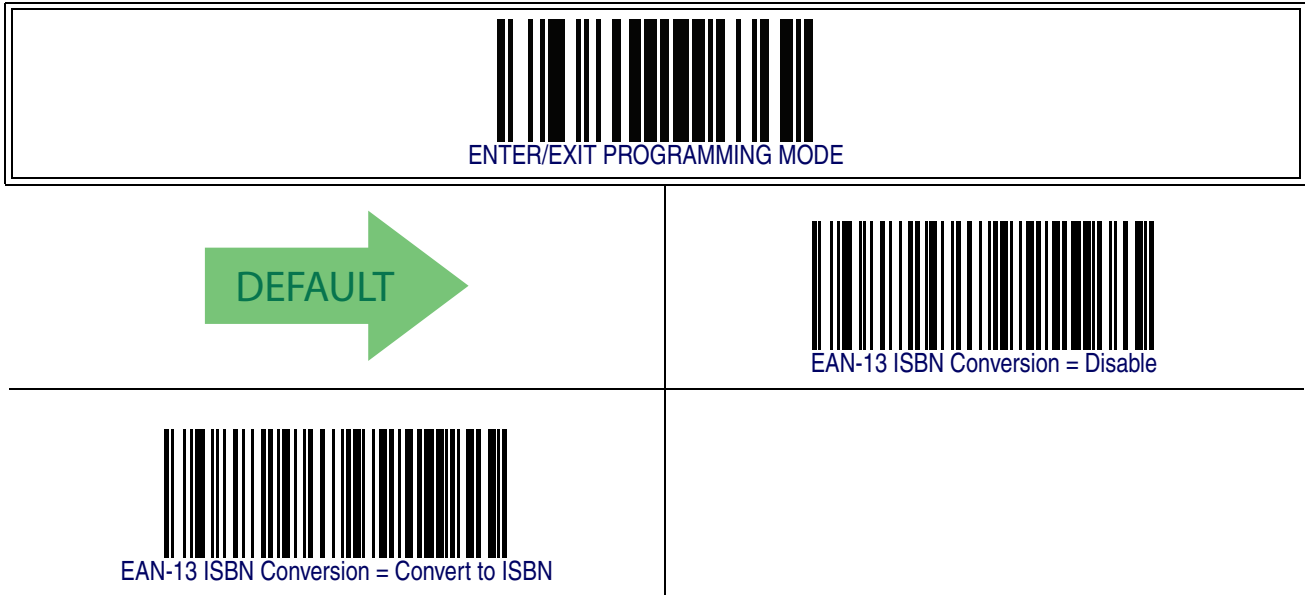 ENTER/EXIT PROGRAMMING MODE
DEFAULT
EAN-13 ISBN Conversion = Disable
EAN-13 ISBN Conversion = Convert to ISBN